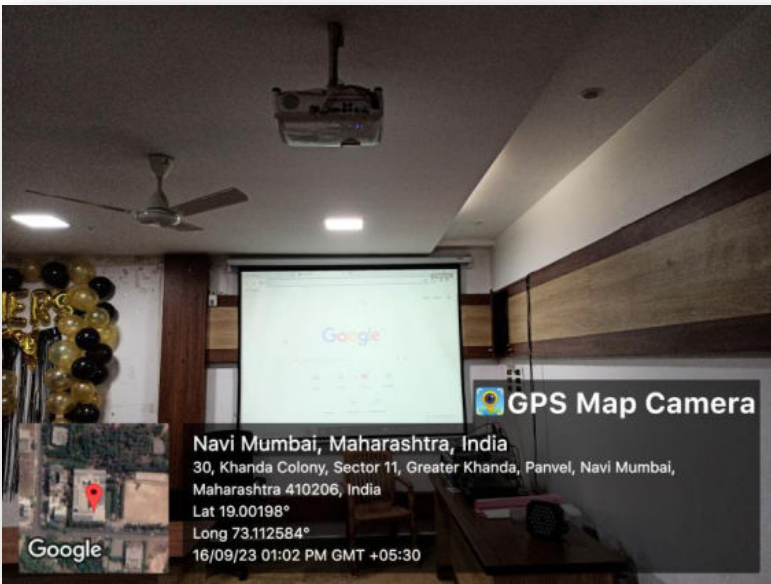 ERS
Google
GPS Map Camera
Navi Mumbai, Maharashtra, India
30, Khanda Colony, Sector 11, Greater Khanda, Panvel, Navi Mumbai,
Maharashtra 410206, India
Lat 19.00198°
Long 73.112584°
16/09/23 01:02 PM GMT +05:30
Google